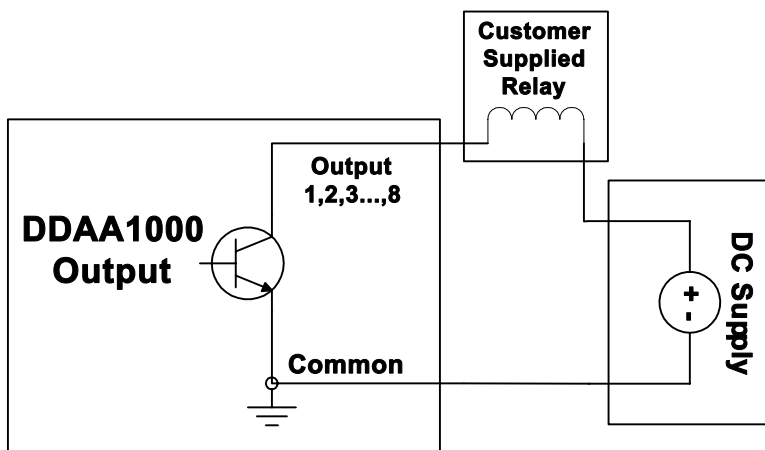 Customer
Supplied
Relay
Output
1,2,3...,8
DDAA1000
Output
Common
DC Supply
+
-